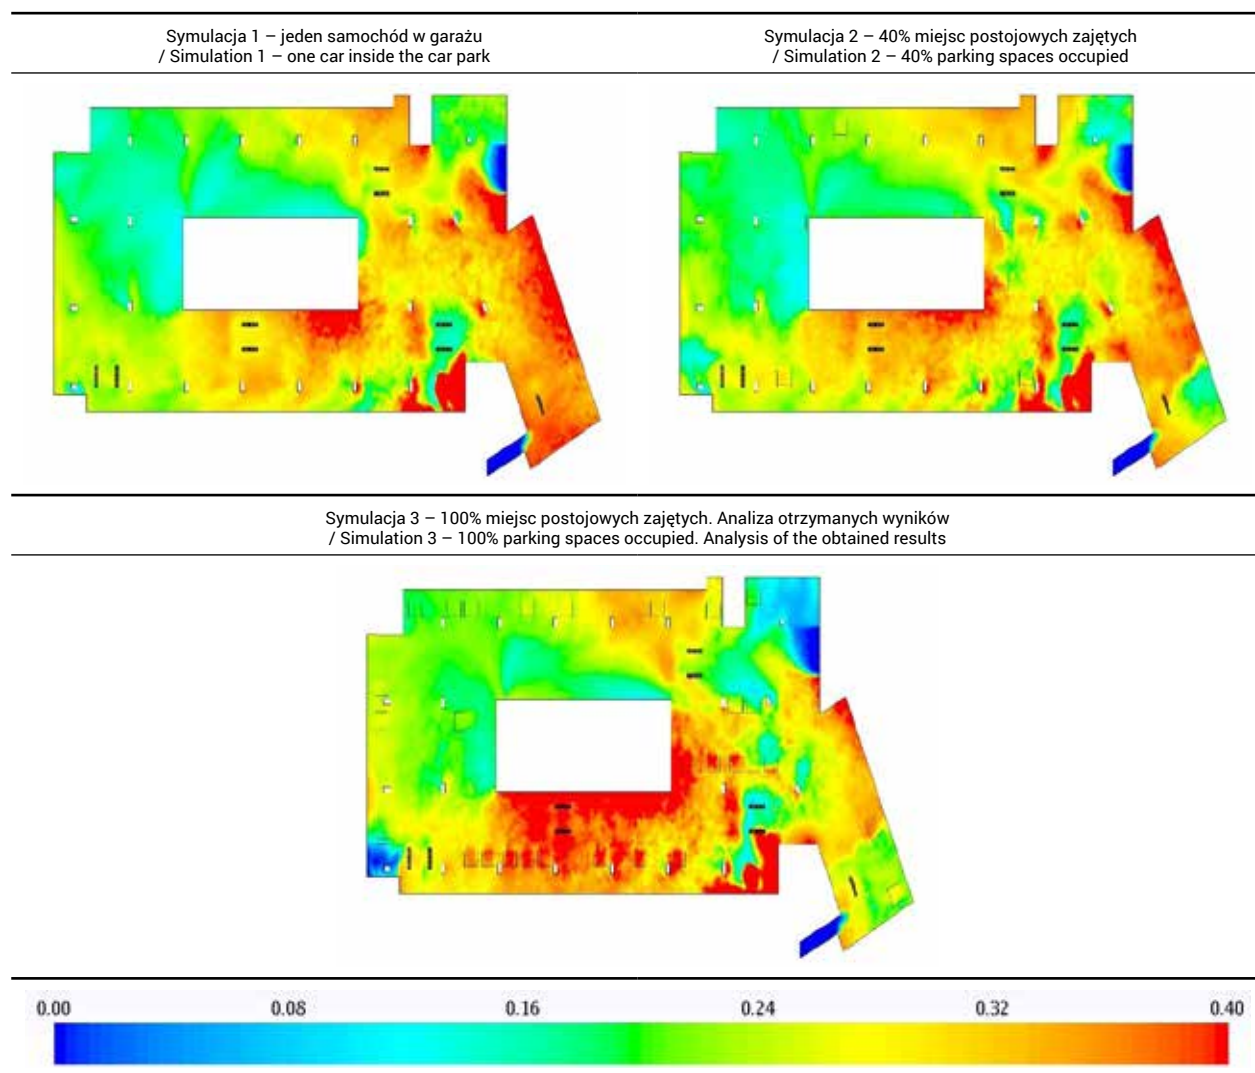 Symulacja 1 – jeden samochód w garażu
/ Simulation 1 – one car inside the car park
Symulacja 2 – 40% miejsc postojowych zajętych
/ Simulation 2 – 40% parking spaces occupied
Symulacja 3 – 100% miejsc postojowych zajętych. Analiza otrzymanych wyników
/ Simulation 3 – 100% parking spaces occupied. Analysis of the obtained results
0.00 0.08 0.16 0.24 0.32 0.40